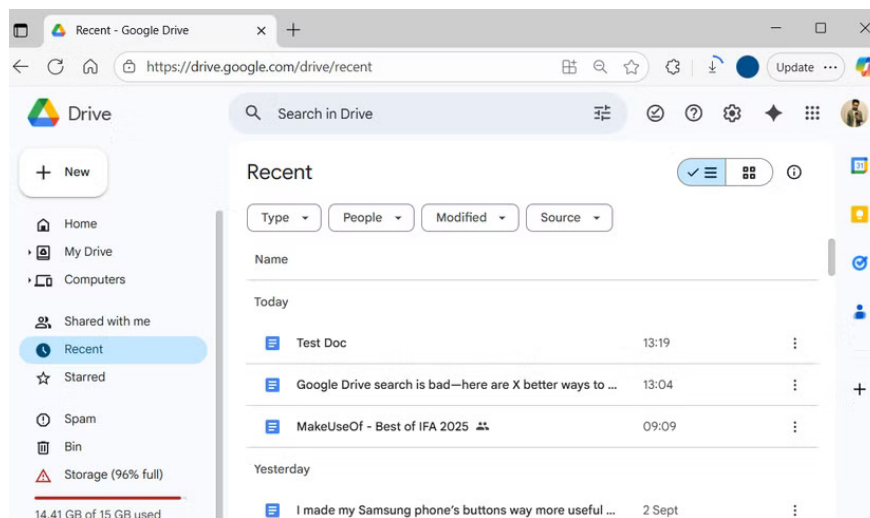 Recent - Google Drive
https://drive.google.com/drive/recent
Update
Drive
Search in Drive
New
Recent
Type People Modified Source
Name
Home
My Drive
Computers
Shared with me
Recent
Starred
Spam
Bin
Storage (96% full)
14.41 GB of 15 GB used
Today
Test Doc 13:19
Google Drive search is bad—here are X better ways to ... 13:04
MakeUseOf - Best of IFA 2025 09:09
Yesterday
I made my Samsung phone's buttons way more useful ... 2 Sept
31